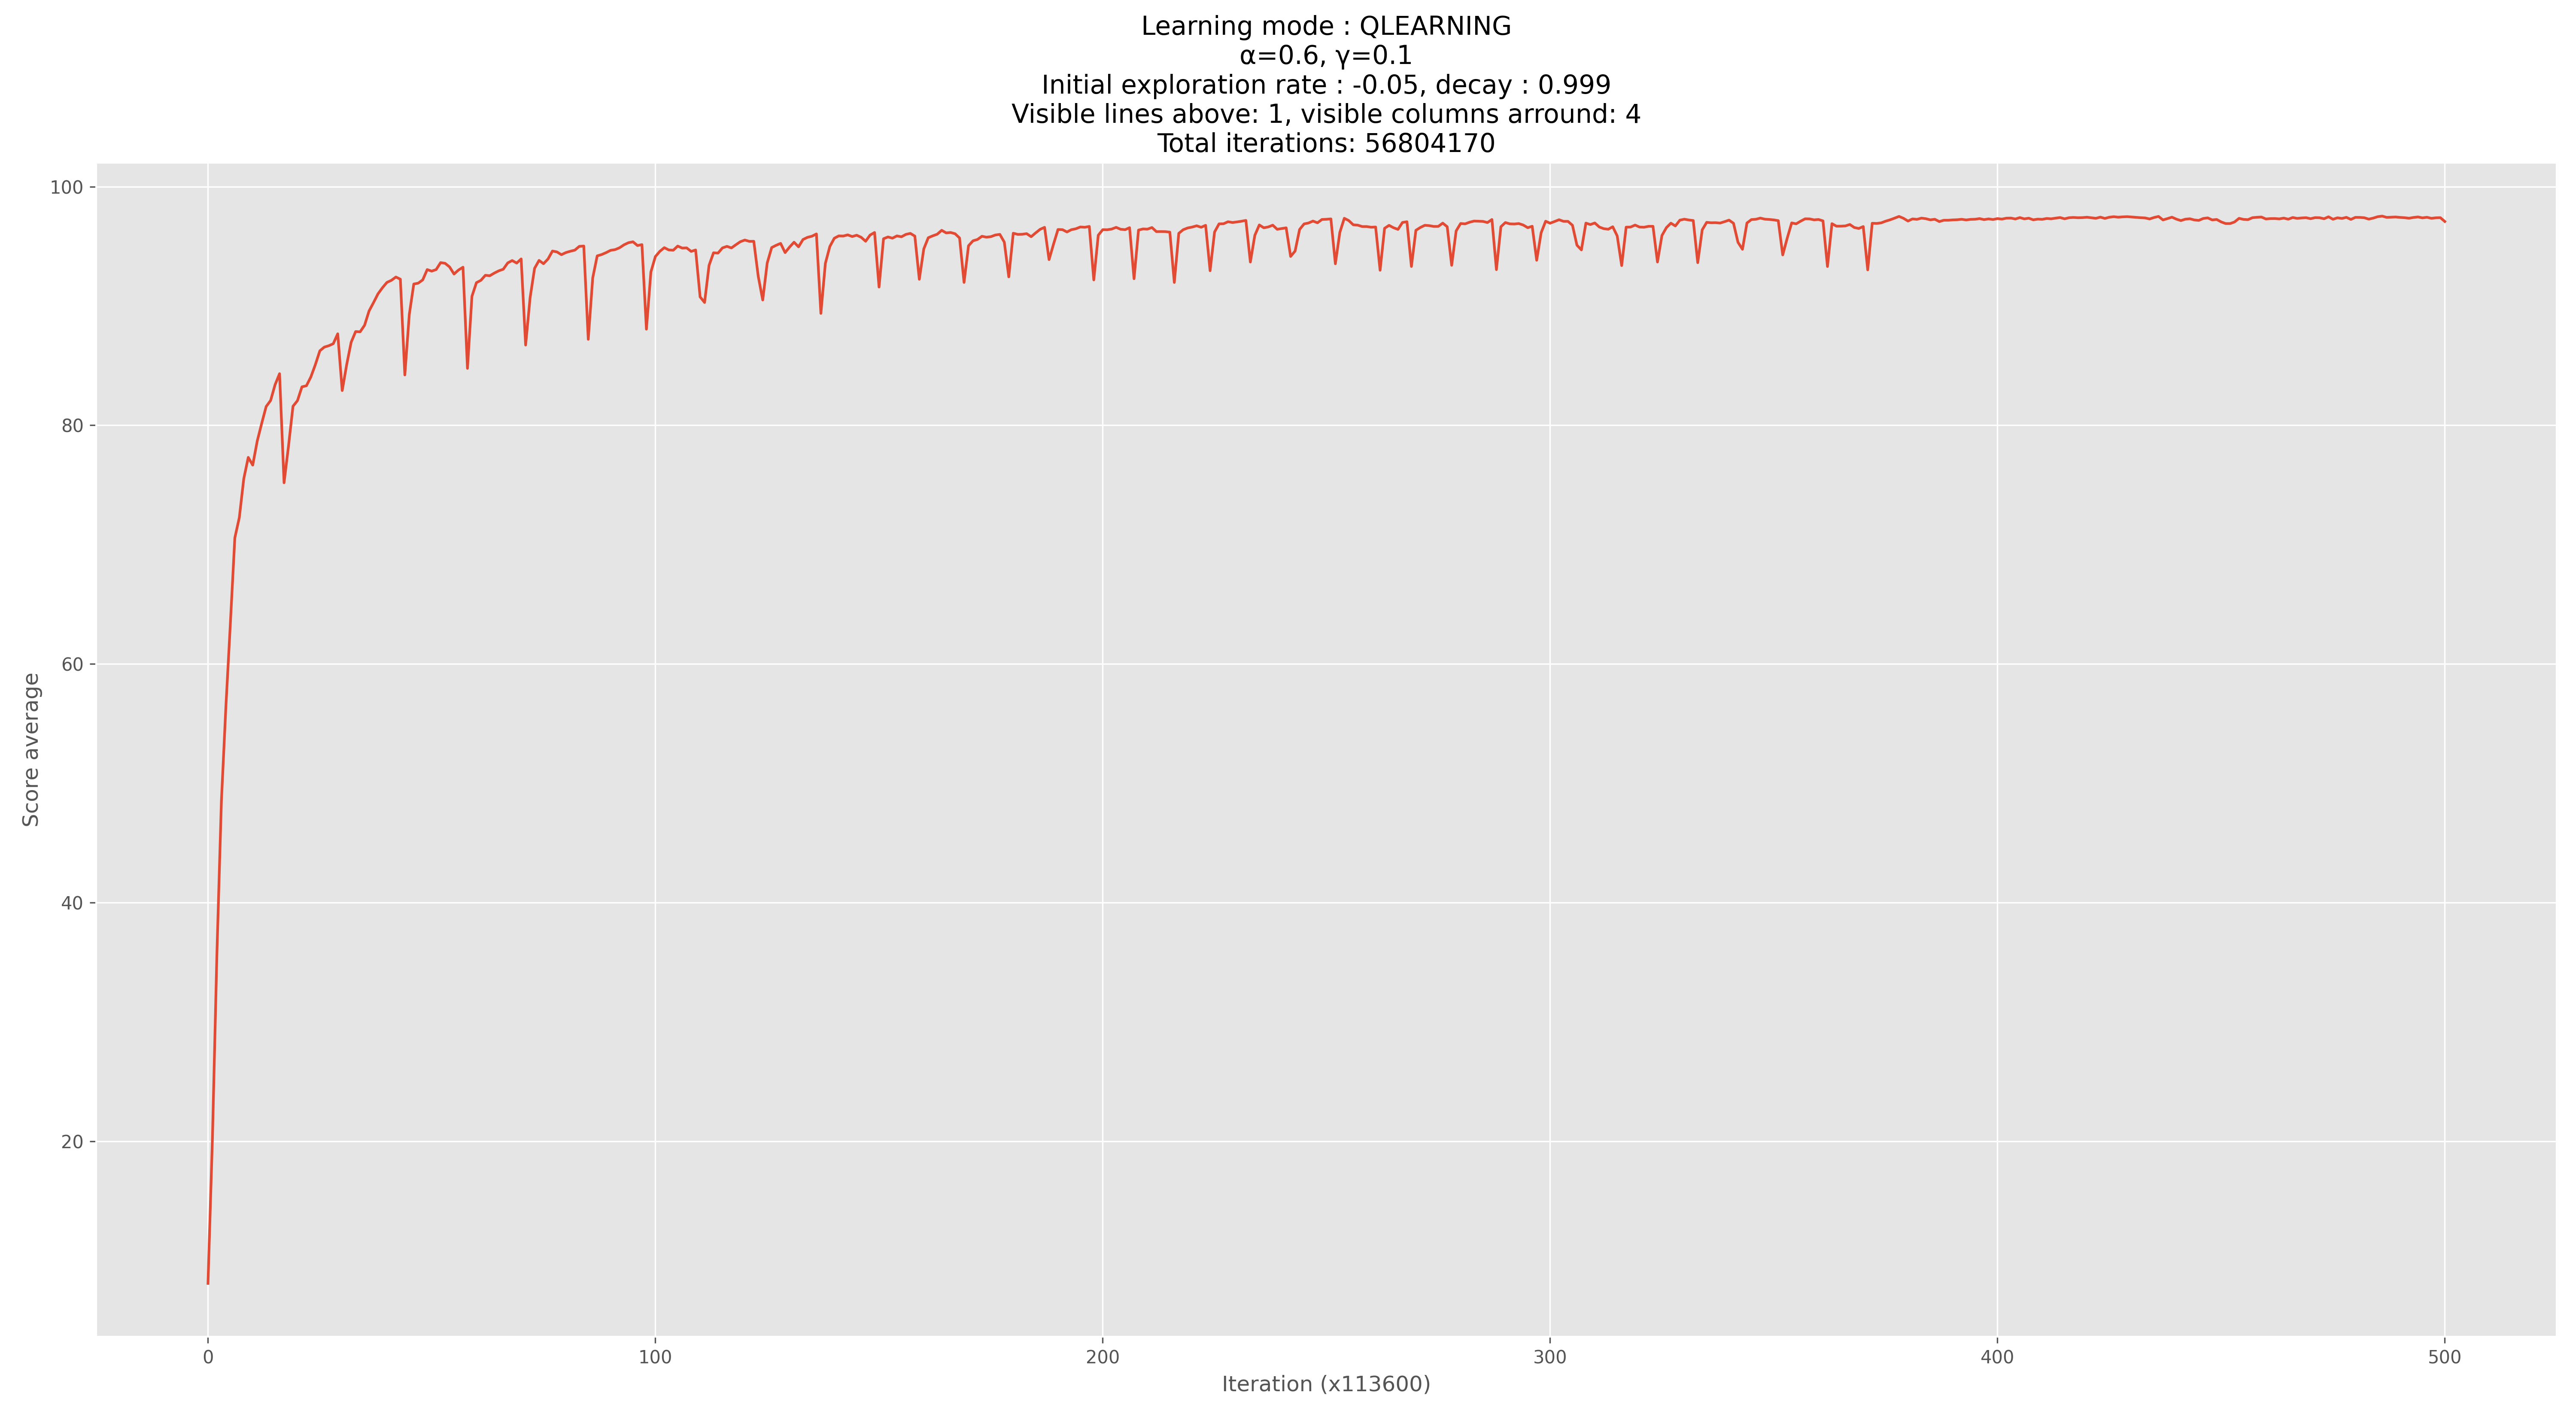 Learning mode : QLEARNING
α=0.6, γ=0.1
Initial exploration rate : -0.05, decay : 0.999
Visible lines above: 1, visible columns arround: 4
Total iterations: 56804170
100
80
60
40
20
Score average
0
100
200
300
400
500
Iteration (x113600)